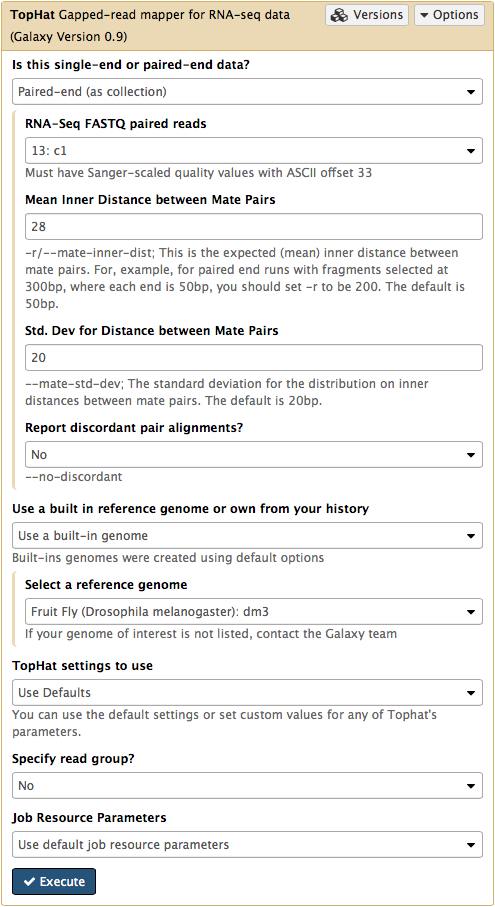 TopHat Gapped-read mapper for RNA-seq data
(Galaxy Version 0.9)
Versions
Options
Is this single-end or paired-end data?
Paired-end (as collection)
RNA-Seq FASTQ paired reads
13: c1
Must have Sanger-scaled quality values with ASCII offset 33
Mean Inner Distance between Mate Pairs
28
-r/--mate-inner-dist; This is the expected (mean) inner distance between
mate pairs. For, example, for paired end runs with fragments selected at
300bp, where each end is 50bp, you should set -r to be 200. The default is
50bp.
Std. Dev for Distance between Mate Pairs
20
--mate-std-dev; The standard deviation for the distribution on inner
distances between mate pairs. The default is 20bp.
Report discordant pair alignments?
No
--no-discordant
Use a built in reference genome or own from your history
Use a built-in genome
Built-ins genomes were created using default options
Select a reference genome
Fruit Fly (Drosophila melanogaster): dm3
If your genome of interest is not listed, contact the Galaxy team
TopHat settings to use
Use Defaults
You can use the default settings or set custom values for any of Tophat's
parameters.
Specify read group?
No
Job Resource Parameters
Use default job resource parameters
Execute